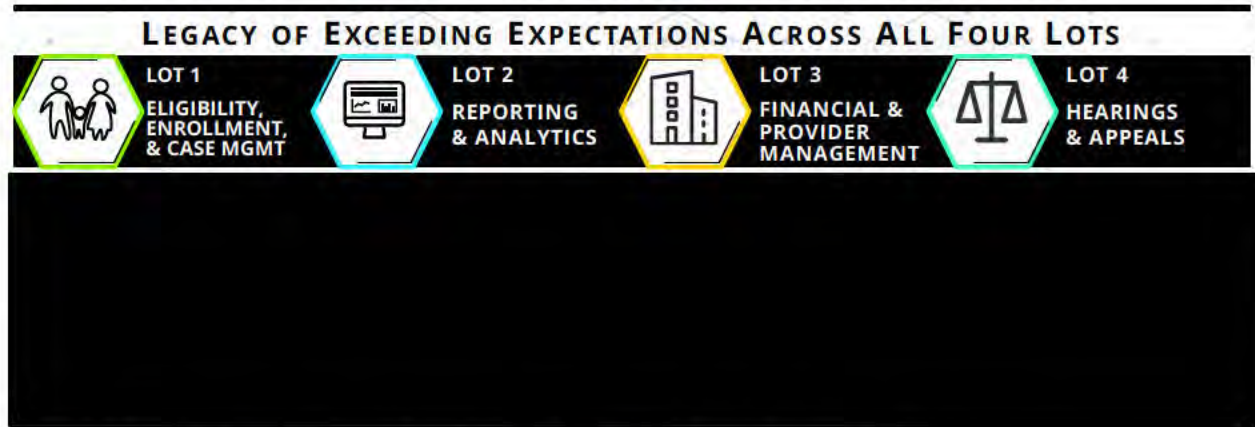 LEGACY OF EXCEEDING EXPECTATIONS ACROSS ALL FOUR LOTS
LOT 1
ELIGIBILITY,
ENROLLMENT,
& CASE MGMT
LOT 2
REPORTING
& ANALYTICS
LOT 3
FINANCIAL &
PROVIDER
MANAGEMENT
LOT 4
HEARINGS
& APPEALS